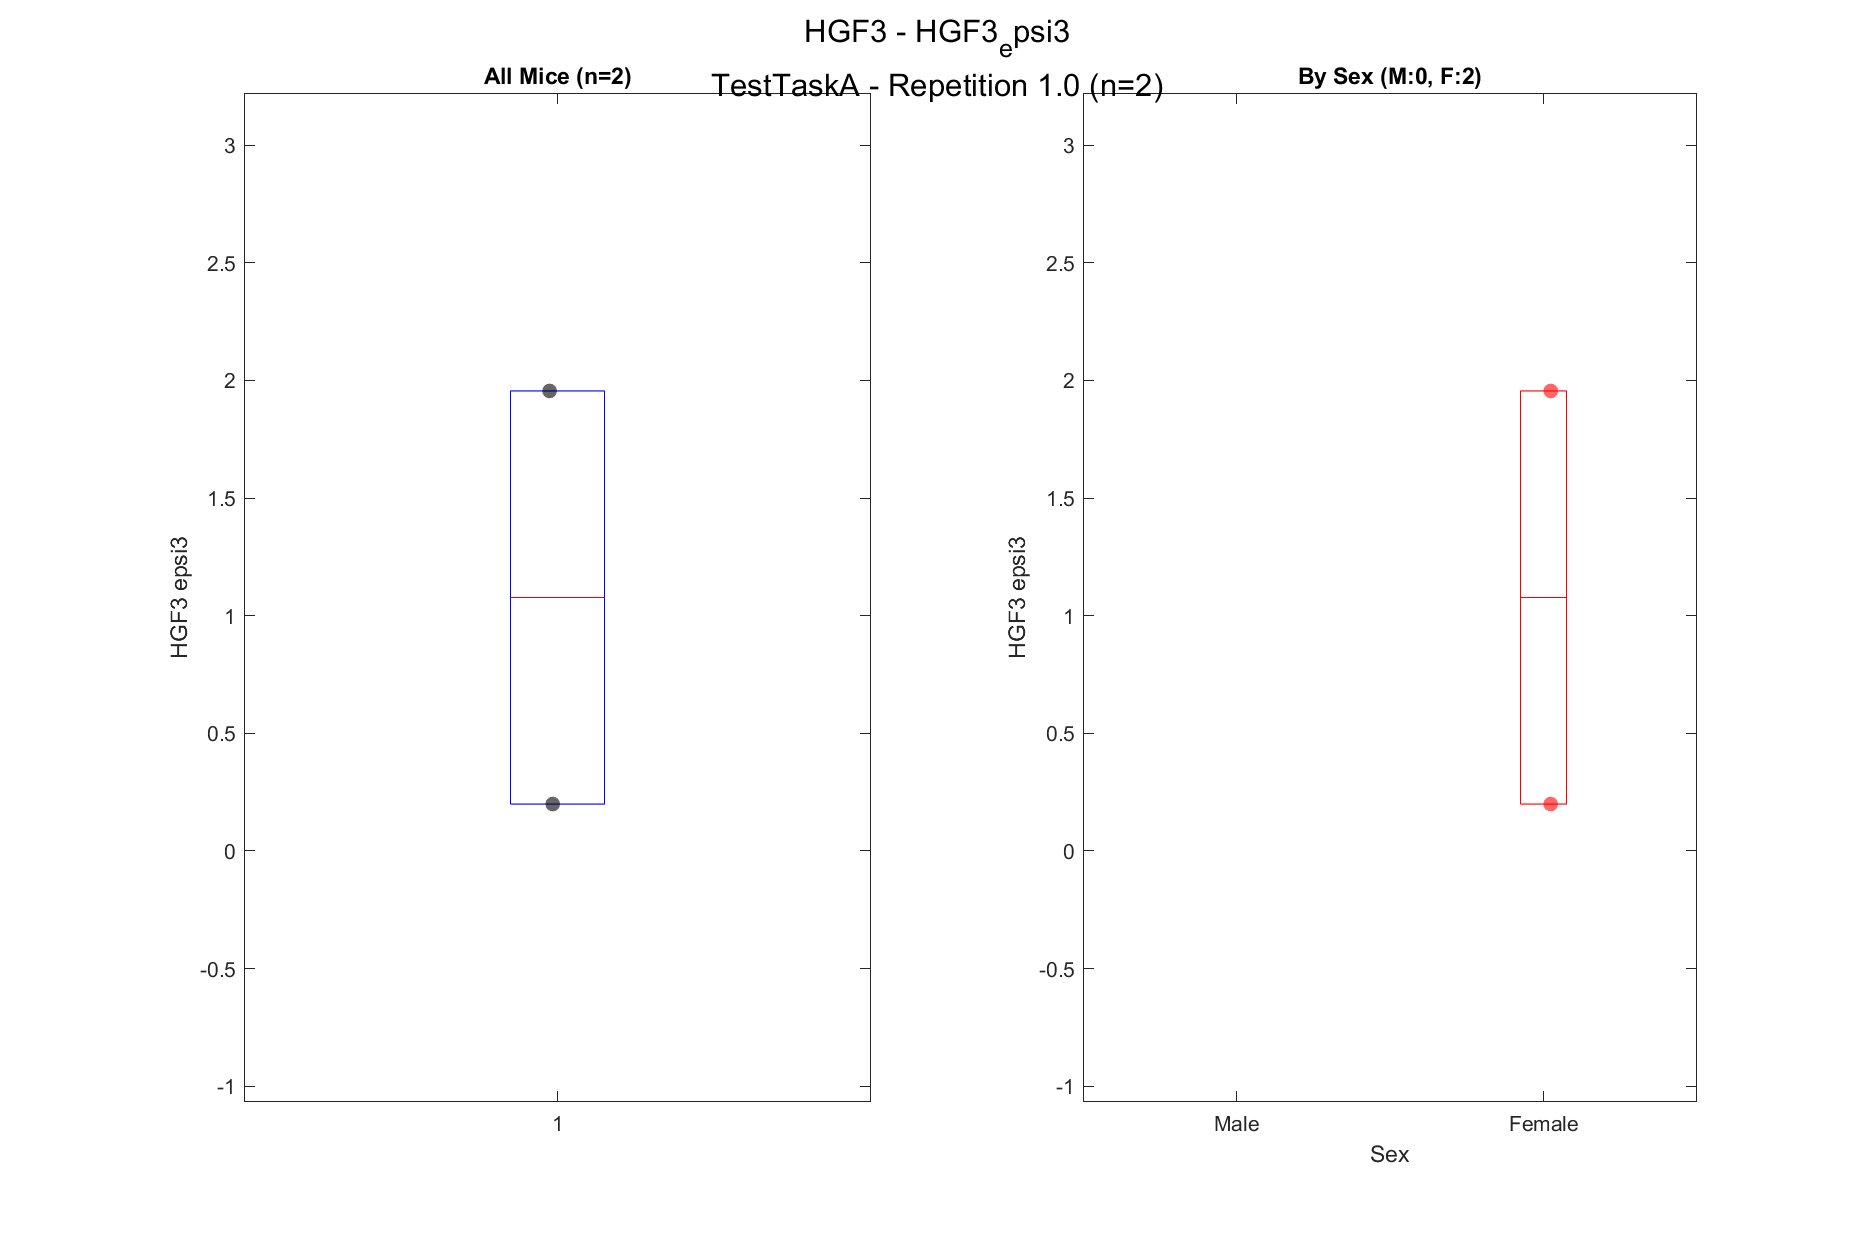 HGF3 - HGF3epsi3
TestTaskA - Repetition 1.0 (n=2)
All Mice (n=2)
3
2.5
2
1.5
1
0.5
0
-0.5
-1
HGF3 epsi3
1
By Sex (M:0, F:2)
3
2.5
2
1.5
1
0.5
0
-0.5
-1
HGF3 epsi3
Male Female
Sex